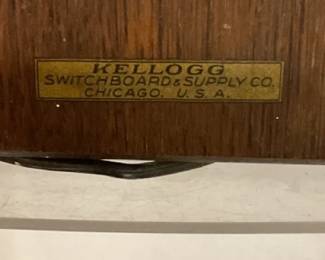 KELLOGG
SWITCHBOARD & SUPPLY CO.
CHICAGO. U.S.A.